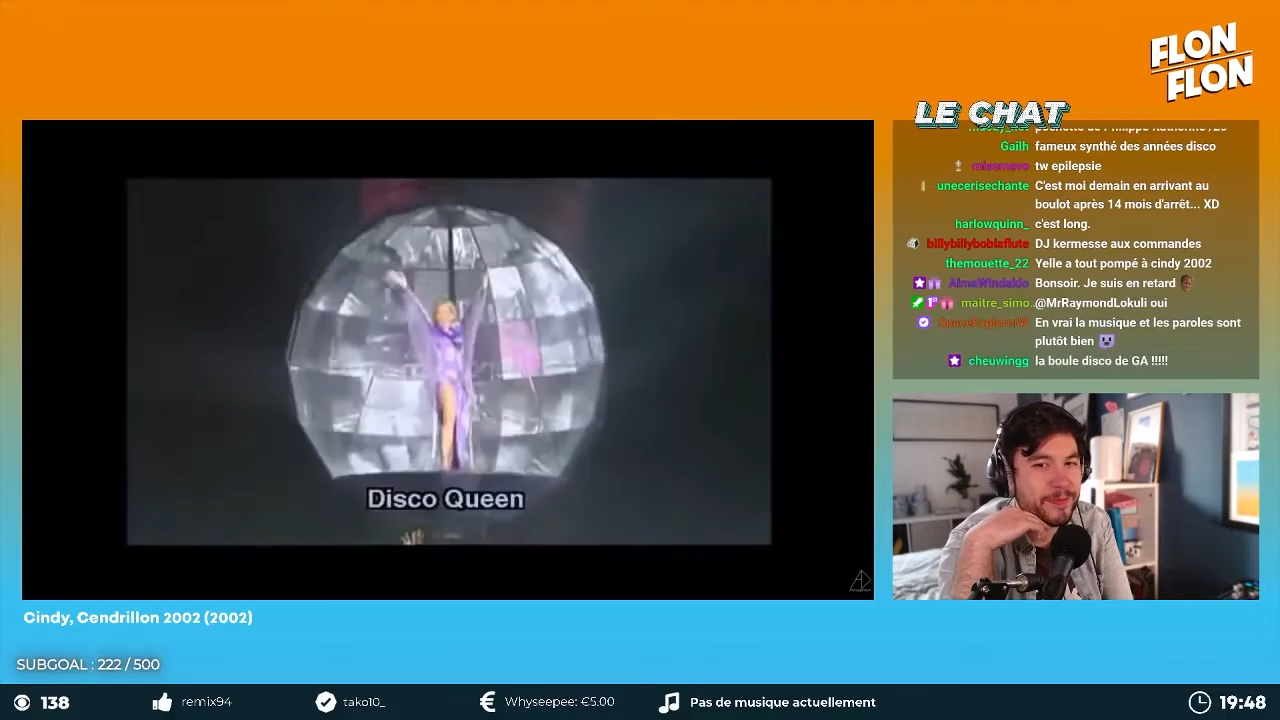 FLON
FLON
LE CHAT
Gailh fameux synthé des années disco
missmovo tw epilepsie
unecerisechante C'est moi demain en arrivant au
boulot après 14 mois d'arrêt... XD
harlowquinn_ c'est long.
billybillyboblaflute DJ kermesse aux commandes
themouette_22 Yelle a tout pompé à cindy 2002
AlmaWindaklo Bonsoir. Je suis en retard
maitre_simo.. @MrRaymondLokuli oui
En vrai la musique et les paroles sont
plutôt bien
cheuwingg la boule disco de GA !!!!!
Disco Queen
Cindy, Cendrillon 2002 (2002)
SUBGOAL : 222 / 500
138 remix94 tako10_ € Whyseepee: €5.00 Pas de musique actuellement 19:48